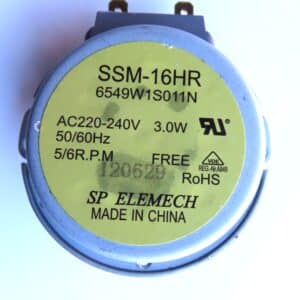 SSM-16HR
6549W1S011N
AC220-240V 3.0W
50/60Hz
5/6R.P.M FREE
120629 RoHS
SP ELEMECH
MADE IN CHINA